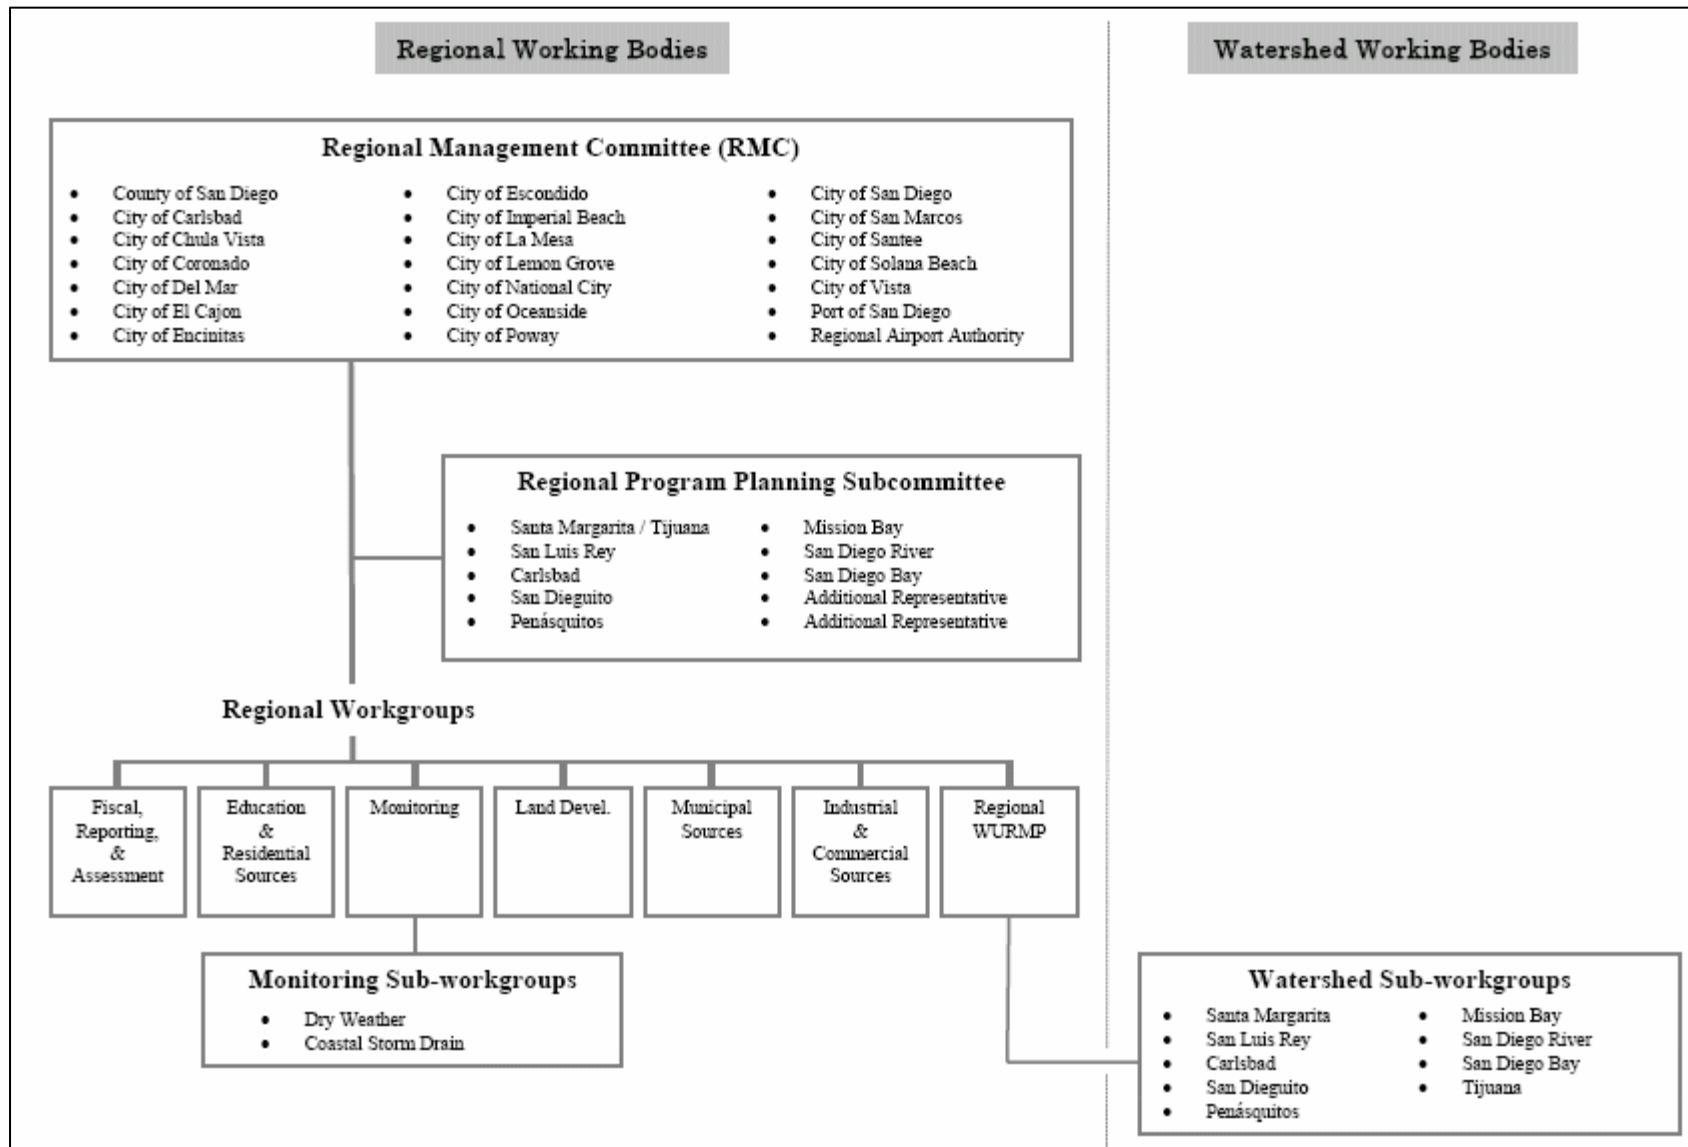 Regional Working Bodies
Watershed Working Bodies
Regional Management Committee (RMC)
• County of San Diego
• City of Carlsbad
• City of Chula Vista
• City of Coronado
• City of Del Mar
• City of El Cajon
• City of Encinitas
• City of Escondido
• City of Imperial Beach
• City of La Mesa
• City of Lemon Grove
• City of National City
• City of Oceanside
• City of Poway
• City of San Diego
• City of San Marcos
• City of Santee
• City of Solana Beach
• City of Vista
• Port of San Diego
• Regional Airport Authority
Regional Program Planning Subcommittee
• Santa Margarita / Tijuana
• San Luis Rey
• Carlsbad
• San Dieguito
• Penásquitos
• Mission Bay
• San Diego River
• San Diego Bay
• Additional Representative
• Additional Representative
Regional Workgroups
Fiscal,
Reporting,
&
Assessment
Education
&
Residential
Sources
Monitoring
Land Devel.
Municipal
Sources
Industrial
&
Commercial
Sources
Regional
WURMP
Monitoring Sub-workgroups
• Dry Weather
• Coastal Storm Drain
Watershed Sub-workgroups
• Santa Margarita
• San Luis Rey
• Carlsbad
• San Dieguito
• Penásquitos
• Mission Bay
• San Diego River
• San Diego Bay
• Tijuana